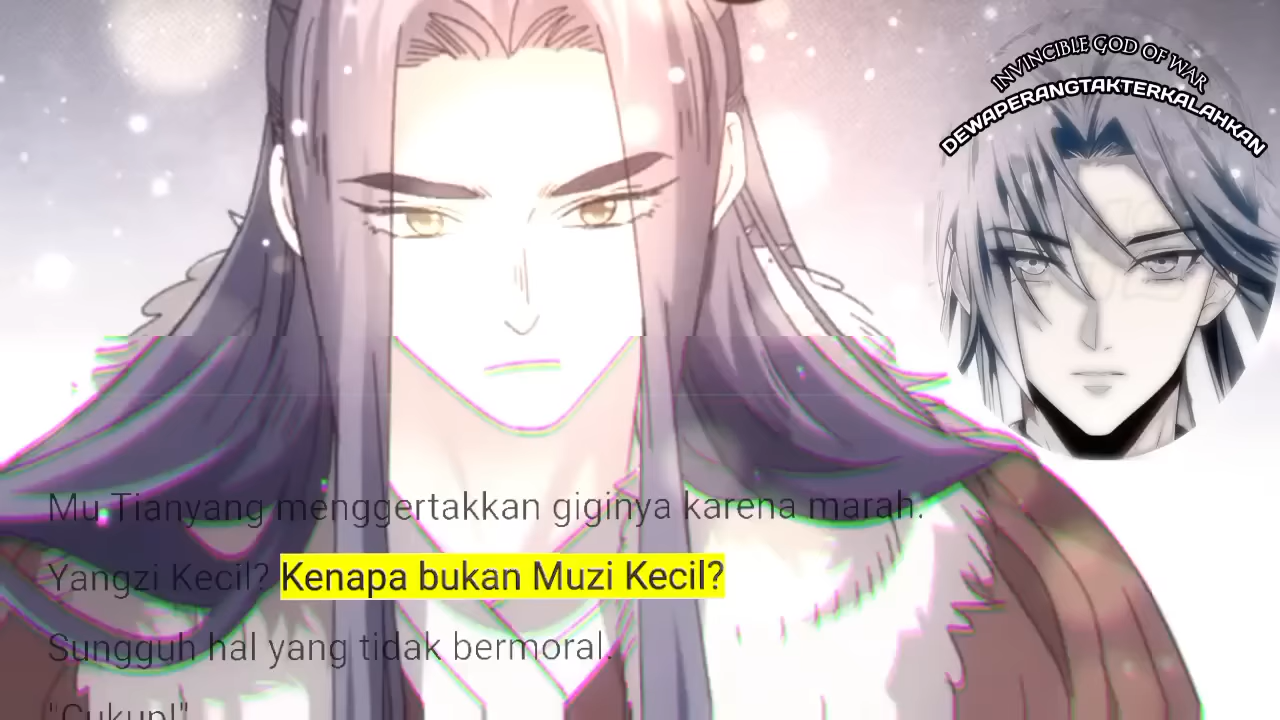 INVINCIBLE GOD OF WAR
DEWAPERANGTAKTERKALAHKAN
Mu Tianyang menggertakkan giginya karena marah.
Yangzi Kecil? Kenapa bukan Muzi Kecil?
Sungguh hal yang tidak bermoral.
"Cukup!"